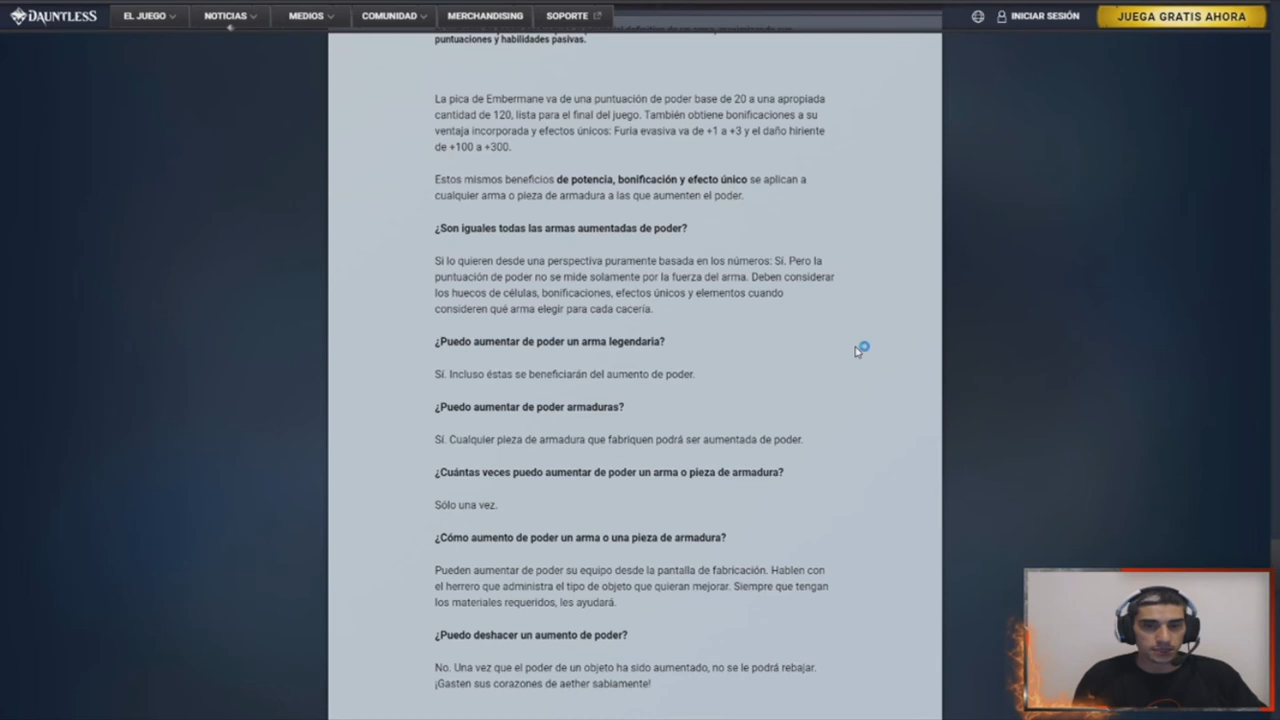 DAUNTLESS
EL JUEGO
NOTICIAS
MEDIOS
COMUNIDAD
MERCHANDISING
SOPORTE
INICIAR SESIÓN
JUEGA GRATIS AHORA
puntuaciones y habilidades pasivas.
La pica de Embermane va de una puntuación de poder base de 20 a una apropiada
cantidad de 120, lista para el final del juego. También obtiene bonificaciones a su
ventaja incorporada y efectos únicos: Furia evasiva va de +1 a +3 y el daño hiriente
de +100 a +300.
Estos mismos beneficios de potencia, bonificación y efecto único se aplican a
cualquier arma o pieza de armadura a las que aumenten el poder.
¿Son iguales todas las armas aumentadas de poder?
Si lo quieren desde una perspectiva puramente basada en los números: Sí. Pero la
puntuación de poder no se mide solamente por la fuerza del arma. Deben considerar
los huecos de células, bonificaciones, efectos únicos y elementos cuando
consideren qué arma elegir para cada cacería.
¿Puedo aumentar de poder un arma legendaria?
Sí. Incluso éstas se beneficiarán del aumento de poder.
¿Puedo aumentar de poder armaduras?
Sí. Cualquier pieza de armadura que fabriquen podrá ser aumentada de poder.
¿Cuántas veces puedo aumentar de poder un arma o pieza de armadura?
Sólo una vez.
¿Cómo aumento de poder un arma o una pieza de armadura?
Pueden aumentar de poder su equipo desde la pantalla de fabricación. Hablen con
el herrero que administra el tipo de objeto que quieran mejorar. Siempre que tengan
los materiales requeridos, les ayudará.
¿Puedo deshacer un aumento de poder?
No. Una vez que el poder de un objeto ha sido aumentado, no se le podrá rebajar.
¡Gasten sus corazones de aether sabiamente!